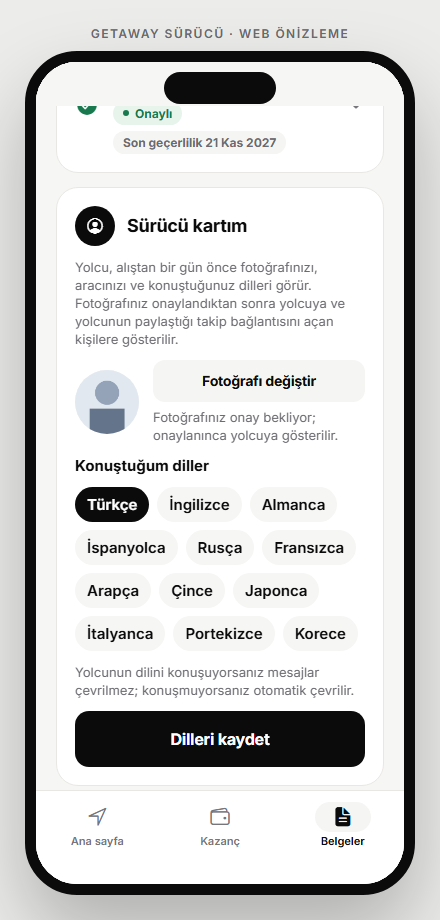 GETAWAY SÜRÜCÜ · WEB ÖNİZLEME
Onaylı
Son geçerlilik 21 Kas 2027
Sürücü kartım
Yolcu, alıştan bir gün önce fotoğrafınızı,
aracınızı ve konuştuğunuz dilleri görür.
Fotoğrafınız onaylandıktan sonra yolcuya ve
yolcunun paylaştığı takip bağlantısını açan
kişilere gösterilir.
Fotoğrafı değiştir
Fotoğrafınız onay bekliyor;
onaylanınca yolcuya gösterilir.
Konuştuğum diller
Türkçe İngilizce Almanca
İspanyolca Rusça Fransızca
Arapça Çince Japonca
İtalyanca Portekizce Korece
Yolcunun dilini konuşuyorsanız mesajlar
çevrilmez; konuşmuyorsanız otomatik çevrilir.
Dilleri kaydet
Ana sayfa Kazanç Belgeler